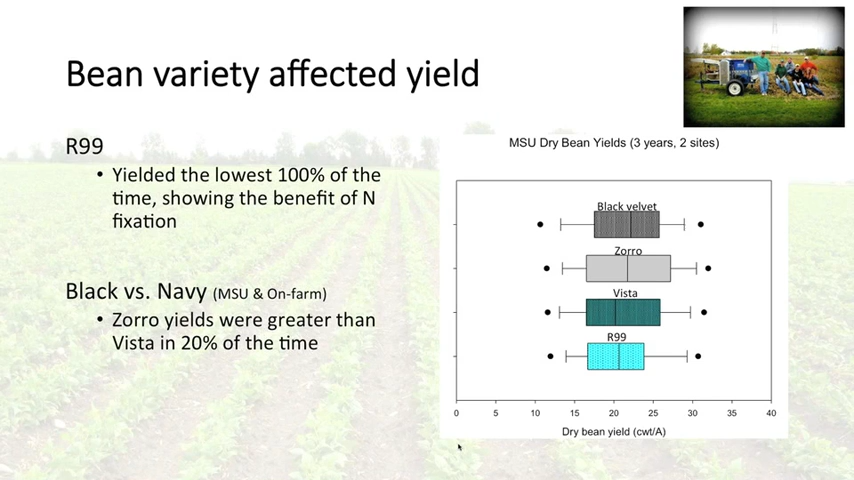 Bean variety affected yield
R99
• Yielded the lowest 100% of the
time, showing the benefit of N
fixation
Black vs. Navy (MSU & On-farm)
• Zorro yields were greater than
Vista in 20% of the time
MSU Dry Bean Yields (3 years, 2 sites)
Black velvet
Zorro
Vista
R99
0 5 10 15 20 25 30 35 40
Dry bean yield (cwt/A)